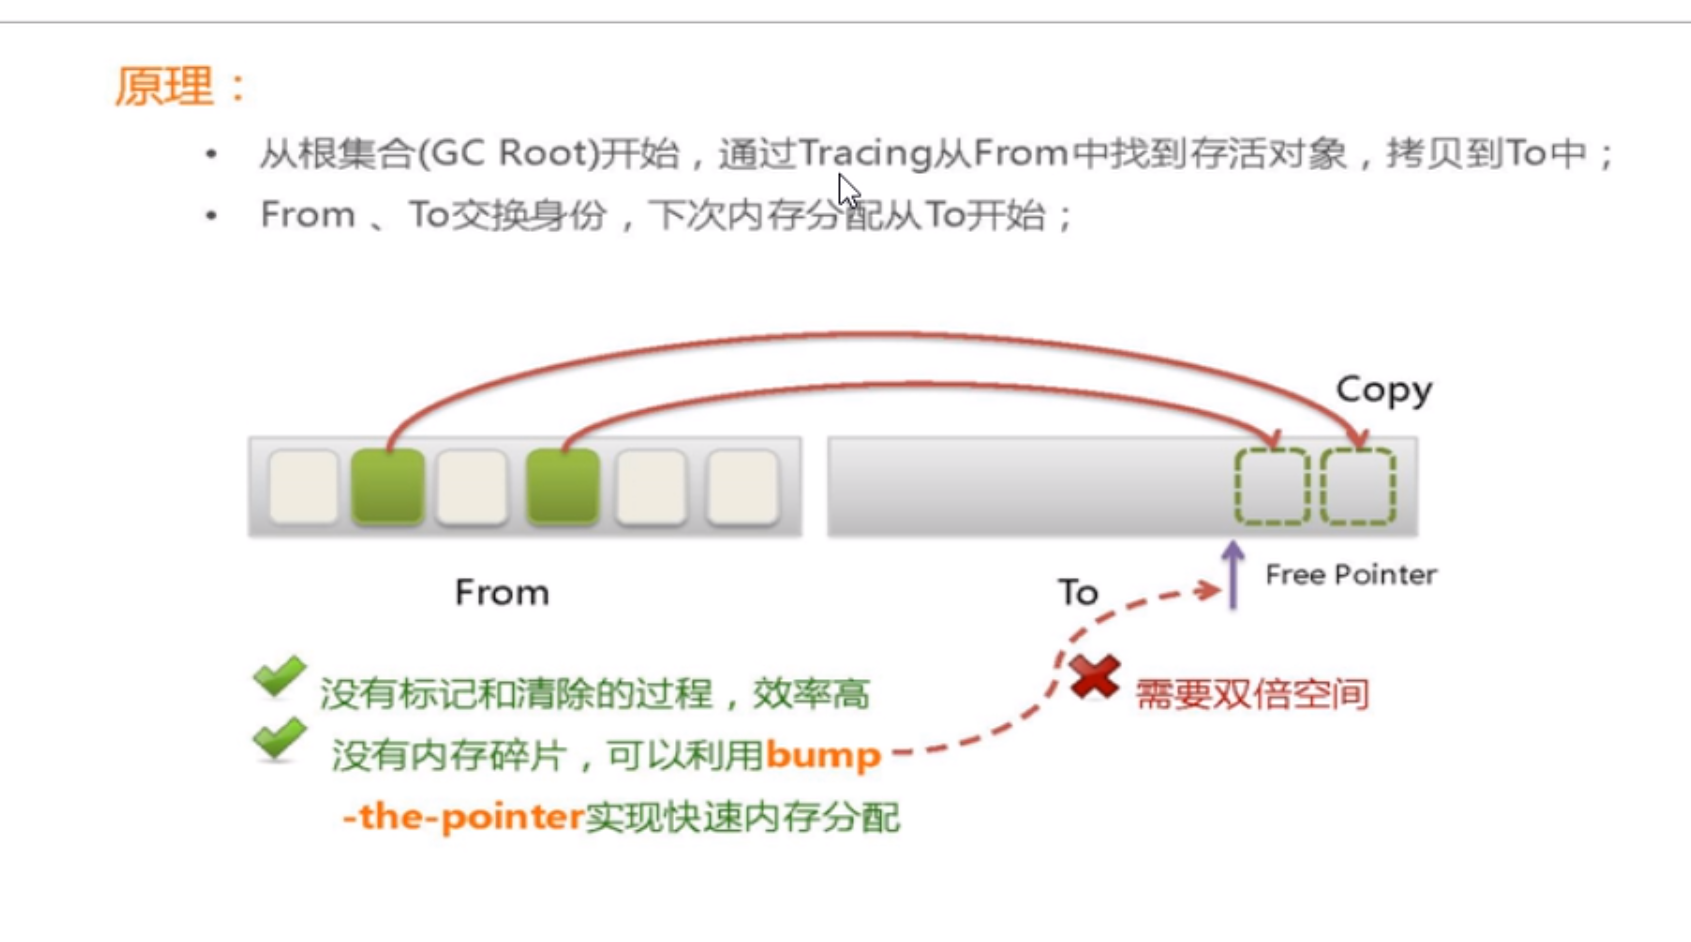 原理：
• 从根集合(GC Root)开始，通过Tracing从From中找到存活对象，拷贝到To中；
• From 、To交换身份，下次内存分配从To开始；
Copy
From
To
Free Pointer
没有标记和清除的过程，效率高
需要双倍空间
没有内存碎片，可以利用bump
-the-pointer实现快速内存分配